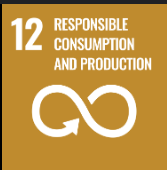 12 RESPONSIBLE
CONSUMPTION
AND PRODUCTION